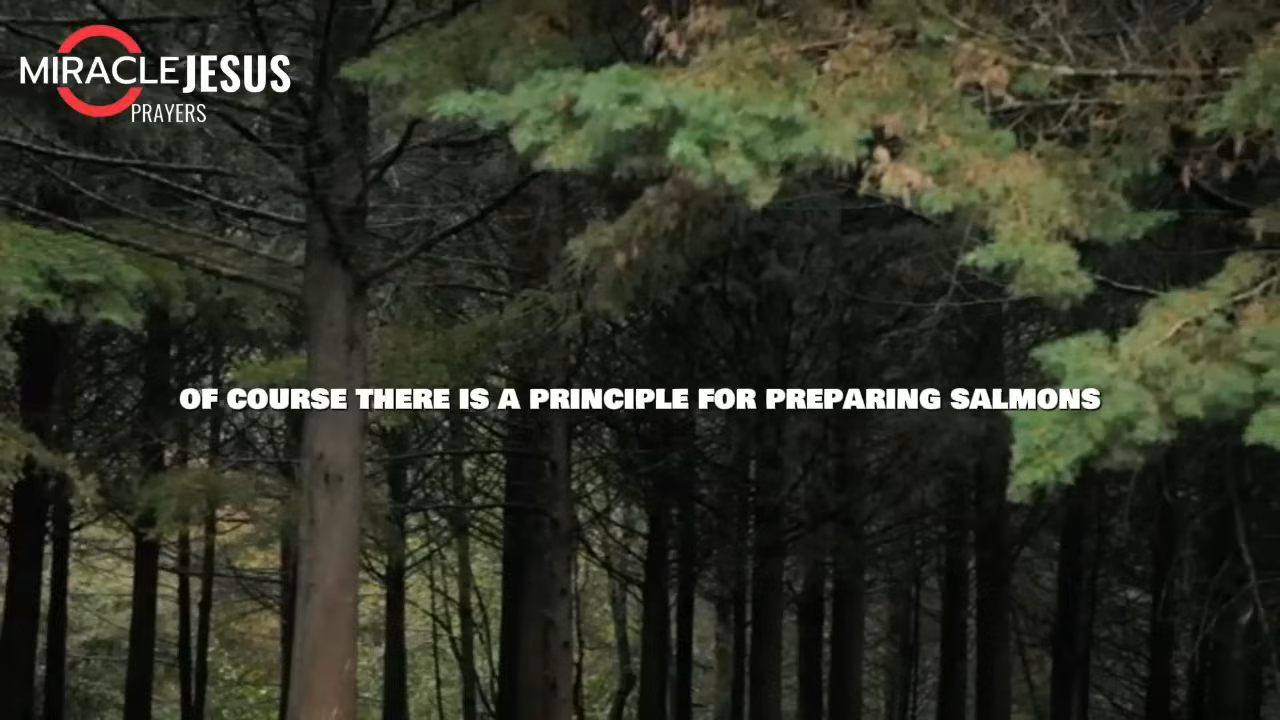 MIRACLE JESUS
PRAYERS
OF COURSE THERE IS A PRINCIPLE FOR PREPARING SALMONS